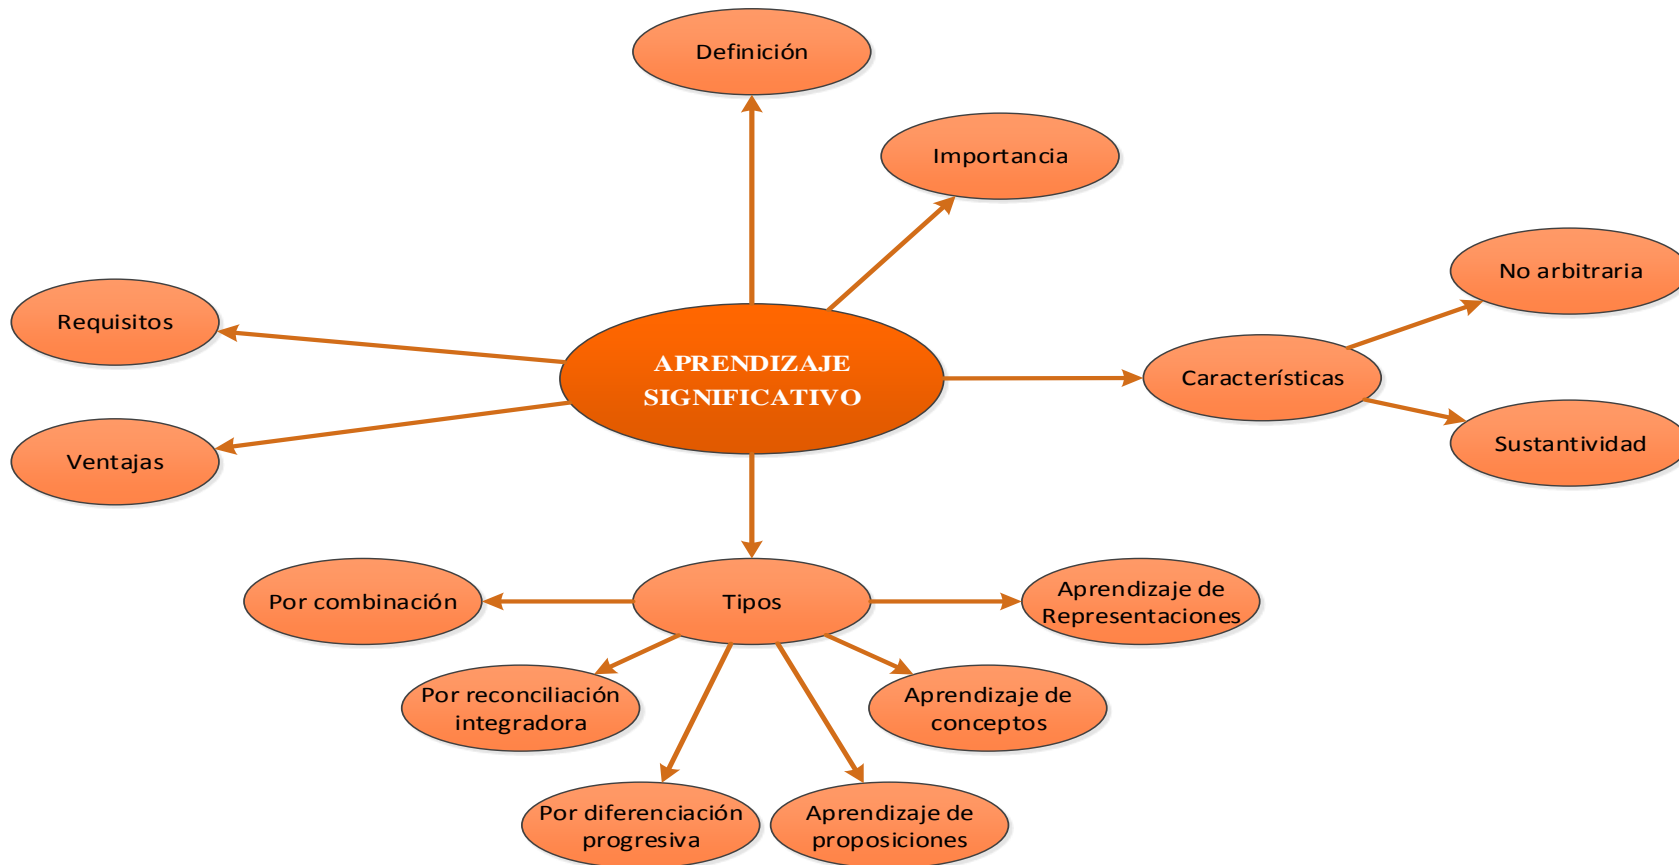 Definición
Importancia
No arbitraria
Requisitos
APRENDIZAJE
SIGNIFICATIVO
Características
Sustantividad
Ventajas
Por combinación
Tipos
Aprendizaje de
Representaciones
Por reconciliación
integradora
Aprendizaje de
conceptos
Por diferenciación
progresiva
Aprendizaje de
proposiciones